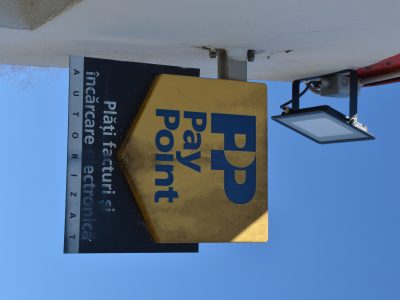 PP
Pay
Point
Plăți facturi și
încărcare electronică
AUTORIZAT